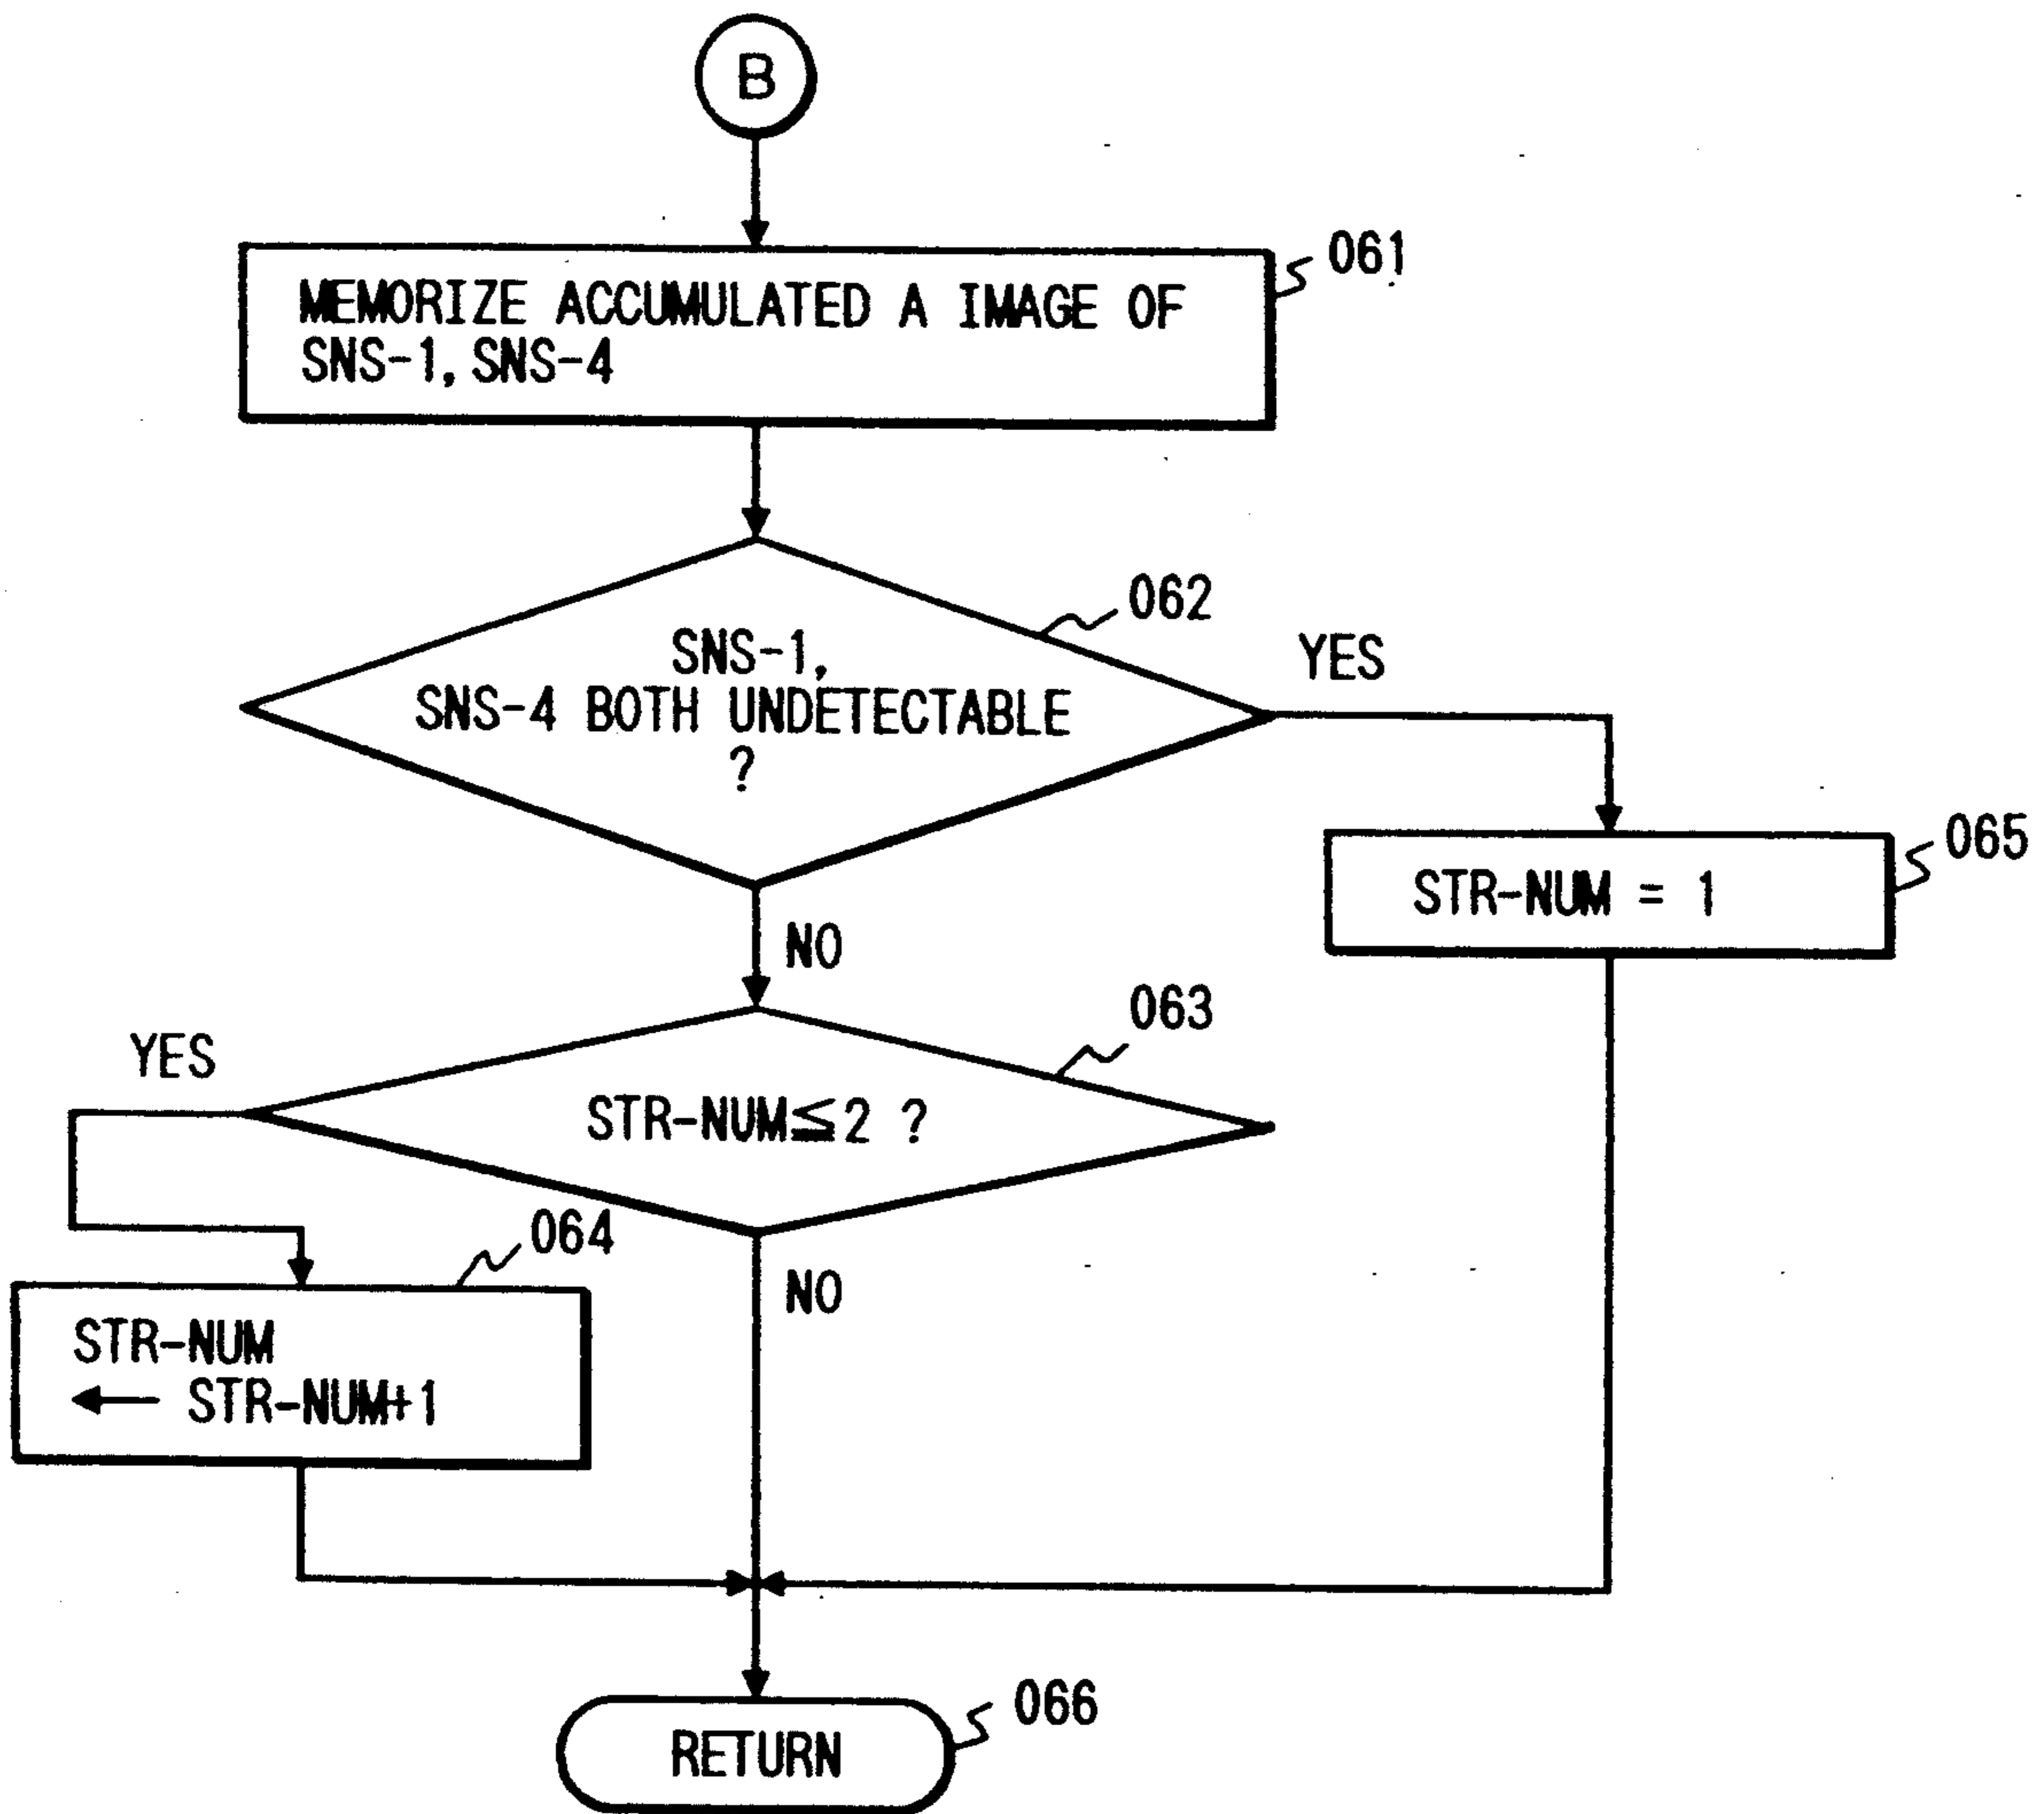 B
MEMORIZE ACCUMULATED A IMAGE OF
SNS-1, SNS-4
061
062
SNS-1,
SNS-4 BOTH UNDETECTABLE
?
YES
065
STR-NUM = 1
NO
063
YES
STR-NUM≦2 ?
064
NO
STR-NUM
← STR-NUM+1
066
RETURN